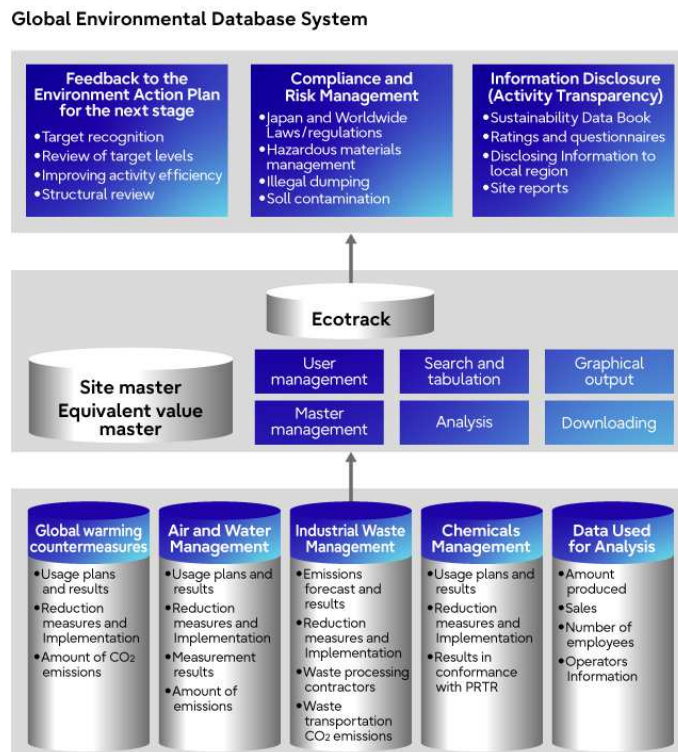 Global Environmental Database System
Feedback to the
Environment Action Plan
for the next stage
•Target recognition
•Review of target levels
•Improving activity efficiency
•Structural review
Compliance and
Risk Management
•Japan and Worldwide
Laws/regulations
•Hazardous materials
management
•Illegal dumping
•Soll contamination
Information Disclosure
(Activity Transparency)
•Sustainability Data Book
•Ratings and questionnaires
•Disclosing Information to
local region
•Site reports
Ecotrack
Site master
Equivalent value
master
User
management
Search and
tabulation
Graphical
output
Master
management
Analysis
Downloading
Global warming
countermeasures
•Usage plans
and results
•Reduction
measures and
Implementation
•Amount of CO₂
emissions
Air and Water
Management
•Usage plans and
results
•Reduction
measures and
Implementation
•Measurement
results
•Amount of
emissions
Industrial Waste
Management
•Emissions
forecast and
results
•Reduction
measures and
Implementation
•Waste processing
contractors
•Waste
transportation
CO₂ emissions
Chemicals
Management
•Usage plans and
results
•Reduction
measures and
Implementation
•Results in
conformance
with PRTR
Data Used
for Analysis
•Amount
produced
•Sales
•Number of
employees
•Operators
Information